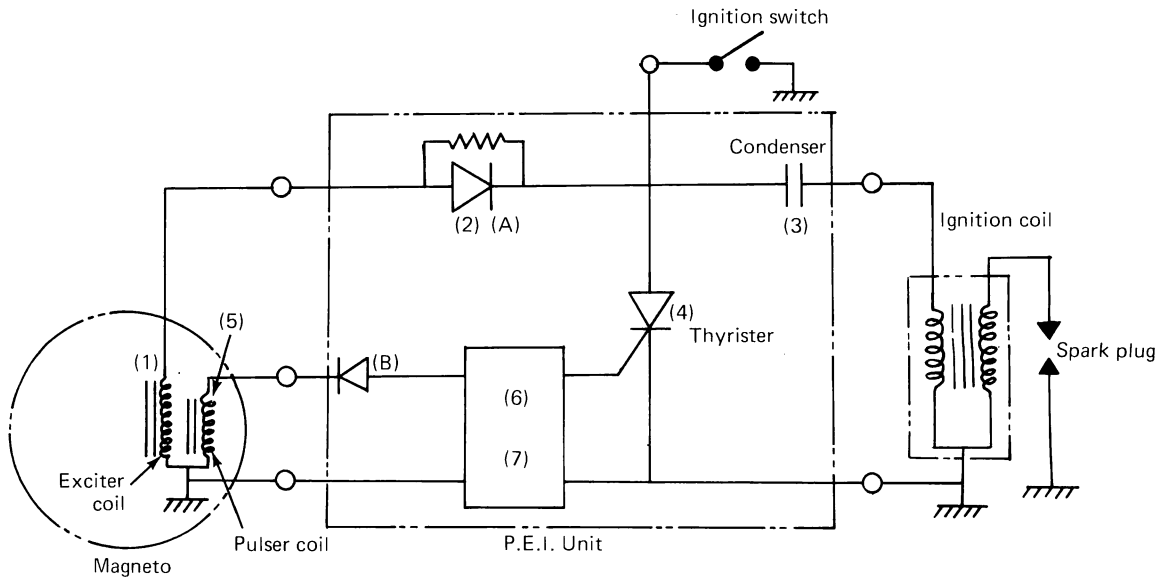 Ignition switch
Condenser
(2) (A)
(3)
Ignition coil
(5)
(4)
Thyrister
(1)
(B)
Spark plug
(6)
(7)
Exciter
coil
Pulser coil
P.E.I. Unit
Magneto